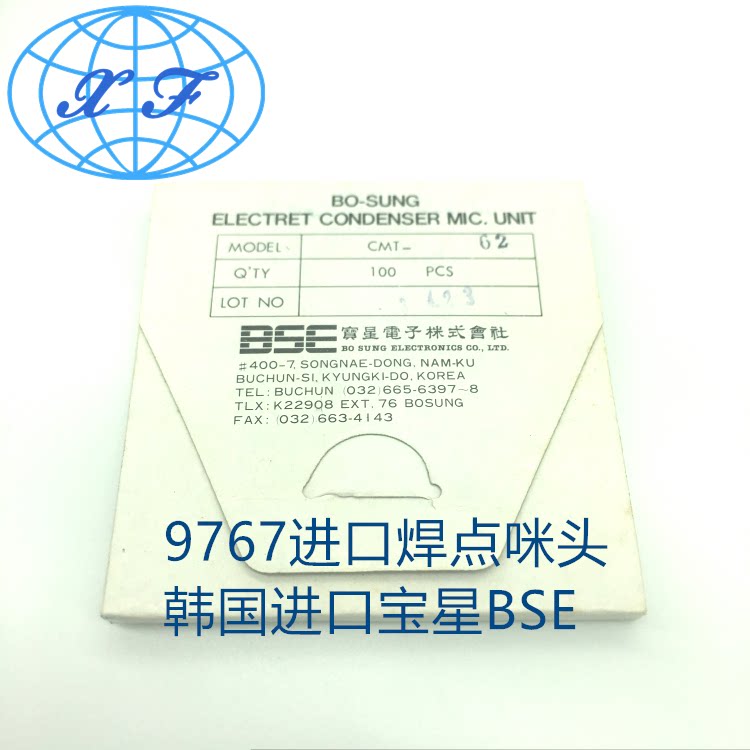 XF
BO-SUNG
ELECTRET CONDENSER MIC. UNIT
MODEL CMT- 62
Q'TY 100 PCS
LOT NO 423
BSE 寶星電子株式會社
BO SUNG ELECTRONICS CO., LTD.
#400-7, SONGNAE-DONG, NAM-KU
BUCHUN-SI, KYUNGKI-DO, KOREA
TEL: BUCHUN (032)665-6397~8
TLX: K22908 EXT. 76 BOSUNG
FAX: (032)663-4143
9767进口焊点咪头
韩国进口宝星BSE